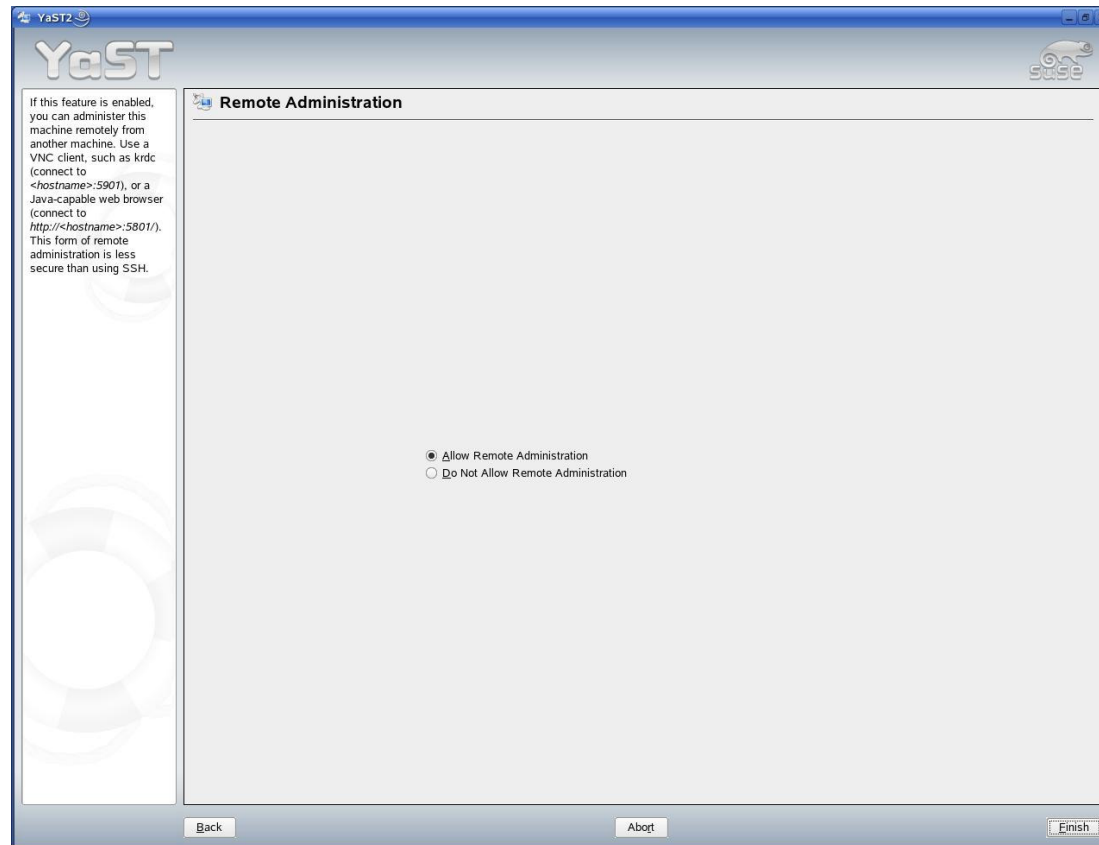 YaST2
YaST
suse
If this feature is enabled,
you can administer this
machine remotely from
another machine. Use a
VNC client, such as krdc
(connect to
<hostname>:5901), or a
Java-capable web browser
(connect to
http://<hostname>:5801/).
This form of remote
administration is less
secure than using SSH.
Remote Administration
Allow Remote Administration
Do Not Allow Remote Administration
Back
Abort
Finish